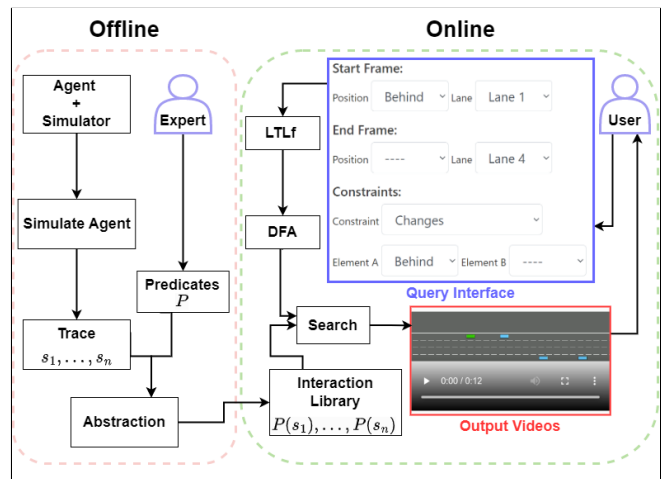 Offline
Online
Agent
+
Simulator
Expert
Simulate Agent
Predicates
P
Trace
s₁, . . . , sₙ
Abstraction
LTLf
DFA
Search
Interaction
Library
P(s₁), . . . , P(sₙ)
Start Frame:
Position Behind Lane Lane 1
End Frame:
Position ---- Lane Lane 4
Constraints:
Constraint Changes
Element A Behind Element B ----
Query Interface
User
0:00 / 0:12
Output Videos